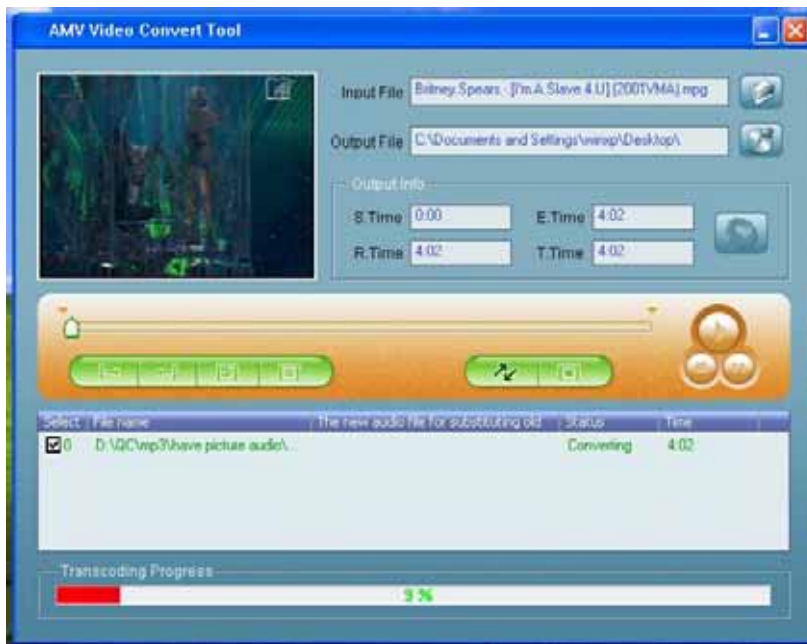 AMV Video Convert Tool
Input File Britney Spears - [I'm A Slave 4 U] [2001VMA].mpg
Output File C:\Documents and Settings\winxp\Desktop\
Output Info
S.Time 0:00 E.Time 4:02
R.Time 4:02 T.Time 4:02
Select File name The new audio file for substituting old Status Time
0 D:\QC\mp3\have picture audio\... Converting 4:02
Transcoding Progress
9 %